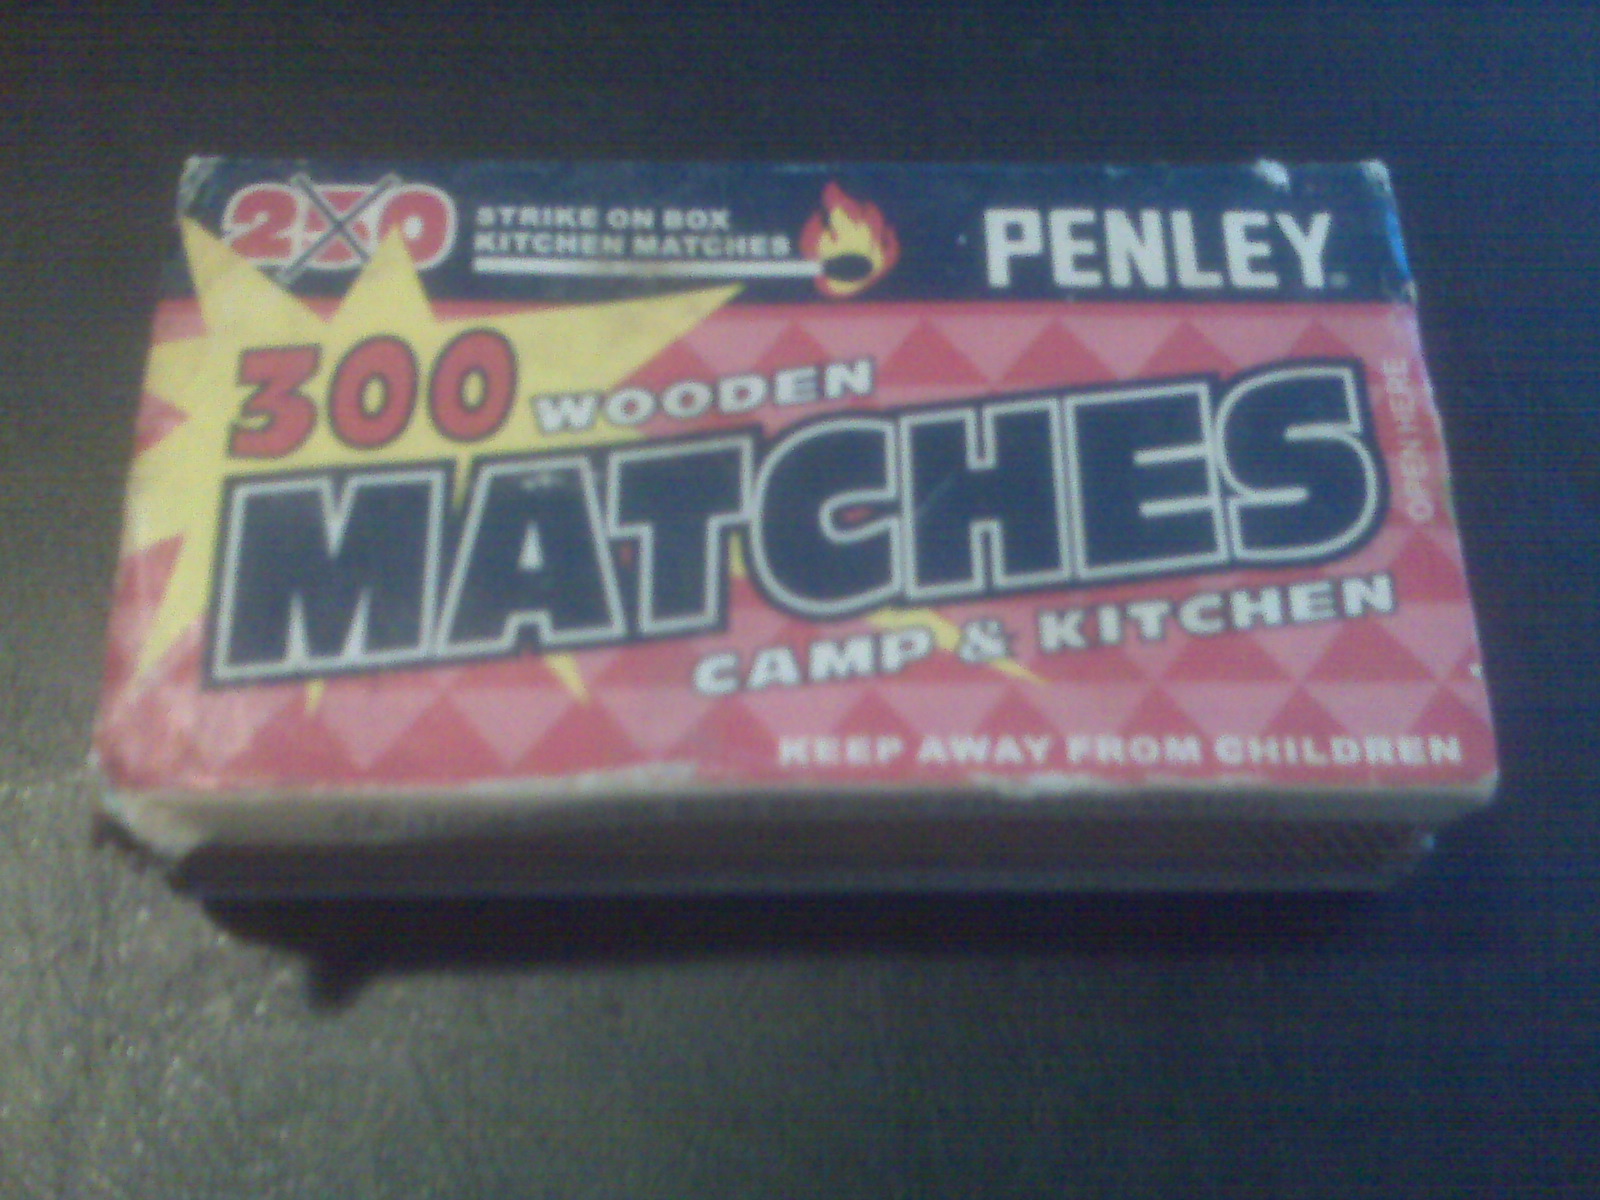 250
STRIKE ON BOX
KITCHEN MATCHES
PENLEY
300 WOODEN
MATCHES
CAMP & KITCHEN
OPEN HERE
KEEP AWAY FROM CHILDREN